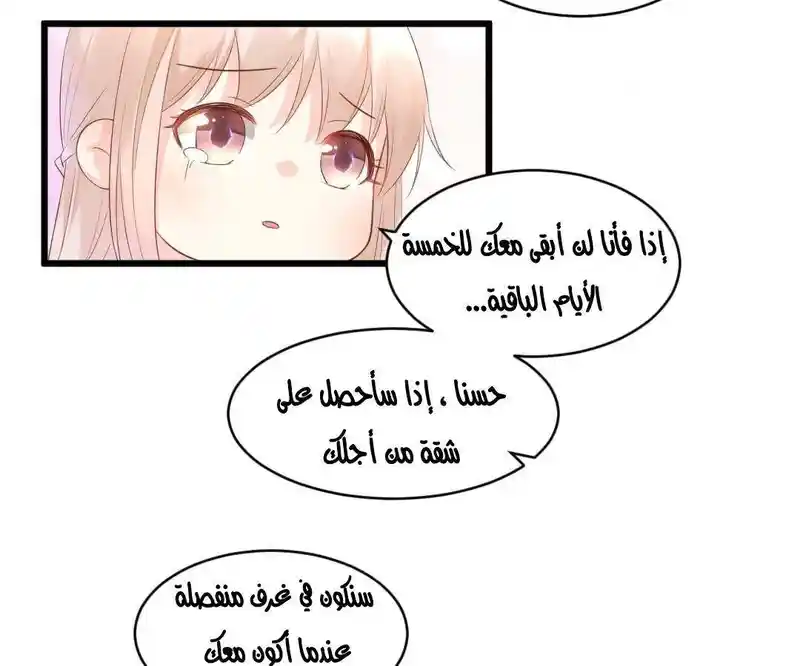 إذا فأنا لن أبقى معك للخمسة
الأيام الباقية...
حسنا ، إذا سأحصل على
شقة من أجلك
سنكون في غرف منفصلة
عندما أكون معك